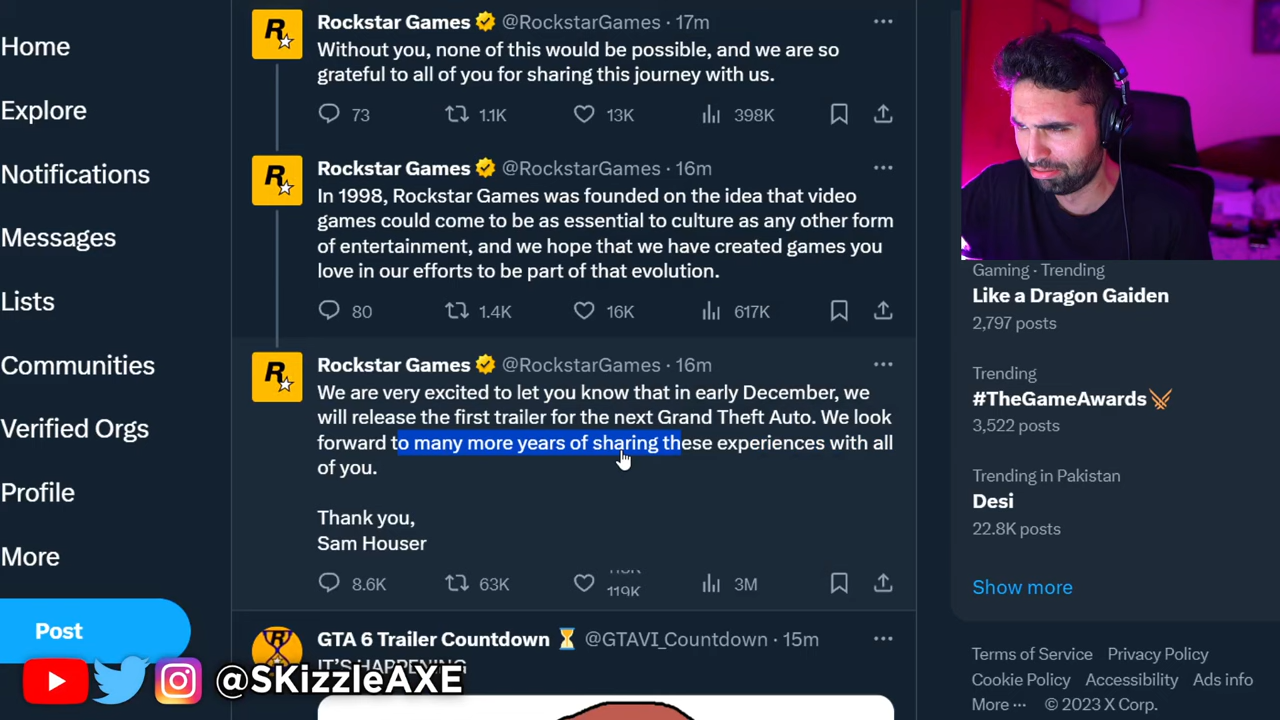 Home
Explore
Notifications
Messages
Lists
Communities
Verified Orgs
Profile
More
Post
Rockstar Games @RockstarGames · 17m
Without you, none of this would be possible, and we are so
grateful to all of you for sharing this journey with us.
73 1.1K 13K 398K
Rockstar Games @RockstarGames · 16m
In 1998, Rockstar Games was founded on the idea that video
games could come to be as essential to culture as any other form
of entertainment, and we hope that we have created games you
love in our efforts to be part of that evolution.
80 1.4K 16K 617K
Rockstar Games @RockstarGames · 16m
We are very excited to let you know that in early December, we
will release the first trailer for the next Grand Theft Auto. We look
forward to many more years of sharing these experiences with all
of you.
Thank you,
Sam Houser
8.6K 63K 119K 3M
GTA 6 Trailer Countdown ⏳ @GTAVI_Countdown · 15m
IT'S HAPPENING
@SKizzleAXE
Gaming · Trending
Like a Dragon Gaiden
2,797 posts
Trending
#TheGameAwards
3,522 posts
Trending in Pakistan
Desi
22.8K posts
Show more
Terms of Service Privacy Policy
Cookie Policy Accessibility Ads info
More ··· © 2023 X Corp.